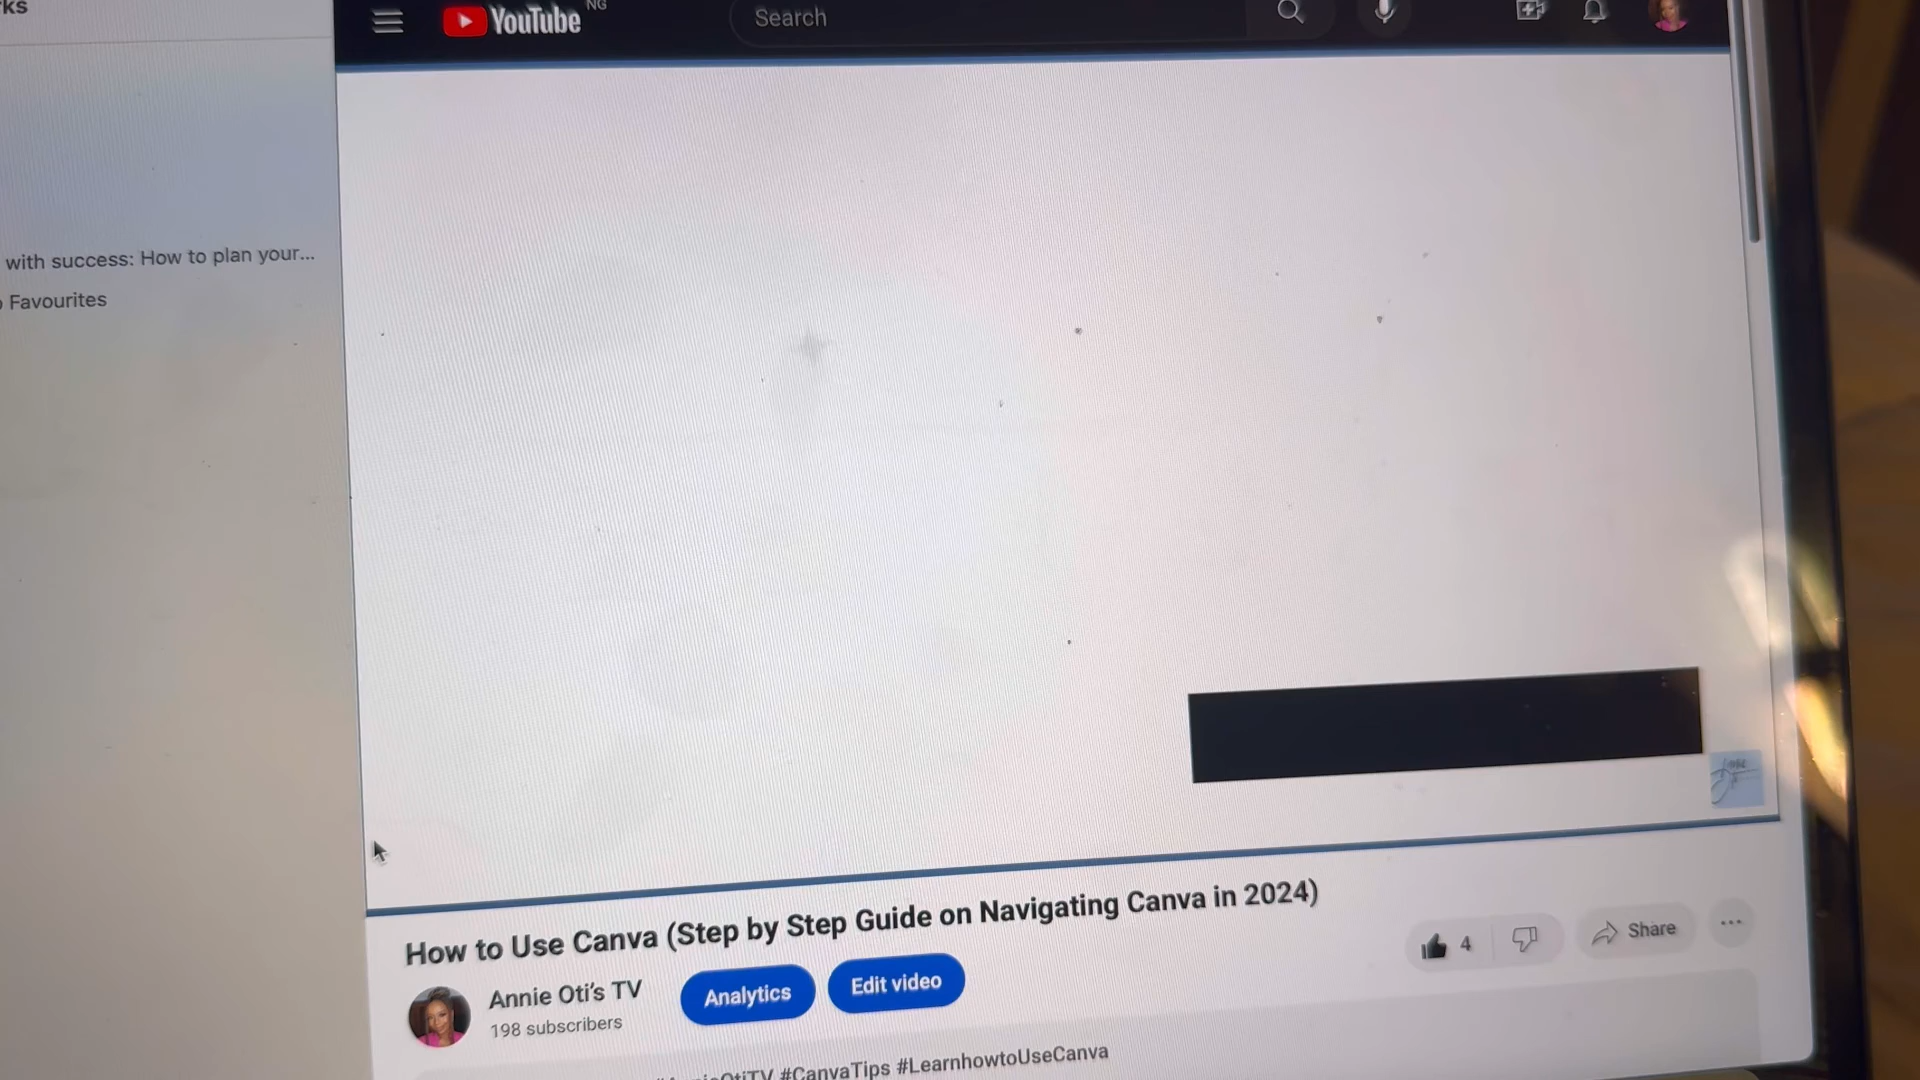 ks
YouTube NG
Search
with success: How to plan your...
Favourites
How to Use Canva (Step by Step Guide on Navigating Canva in 2024)
4
Share
Annie Oti's TV
198 subscribers
Analytics
Edit video
#CanvaTips #LearnhowtoUseCanva